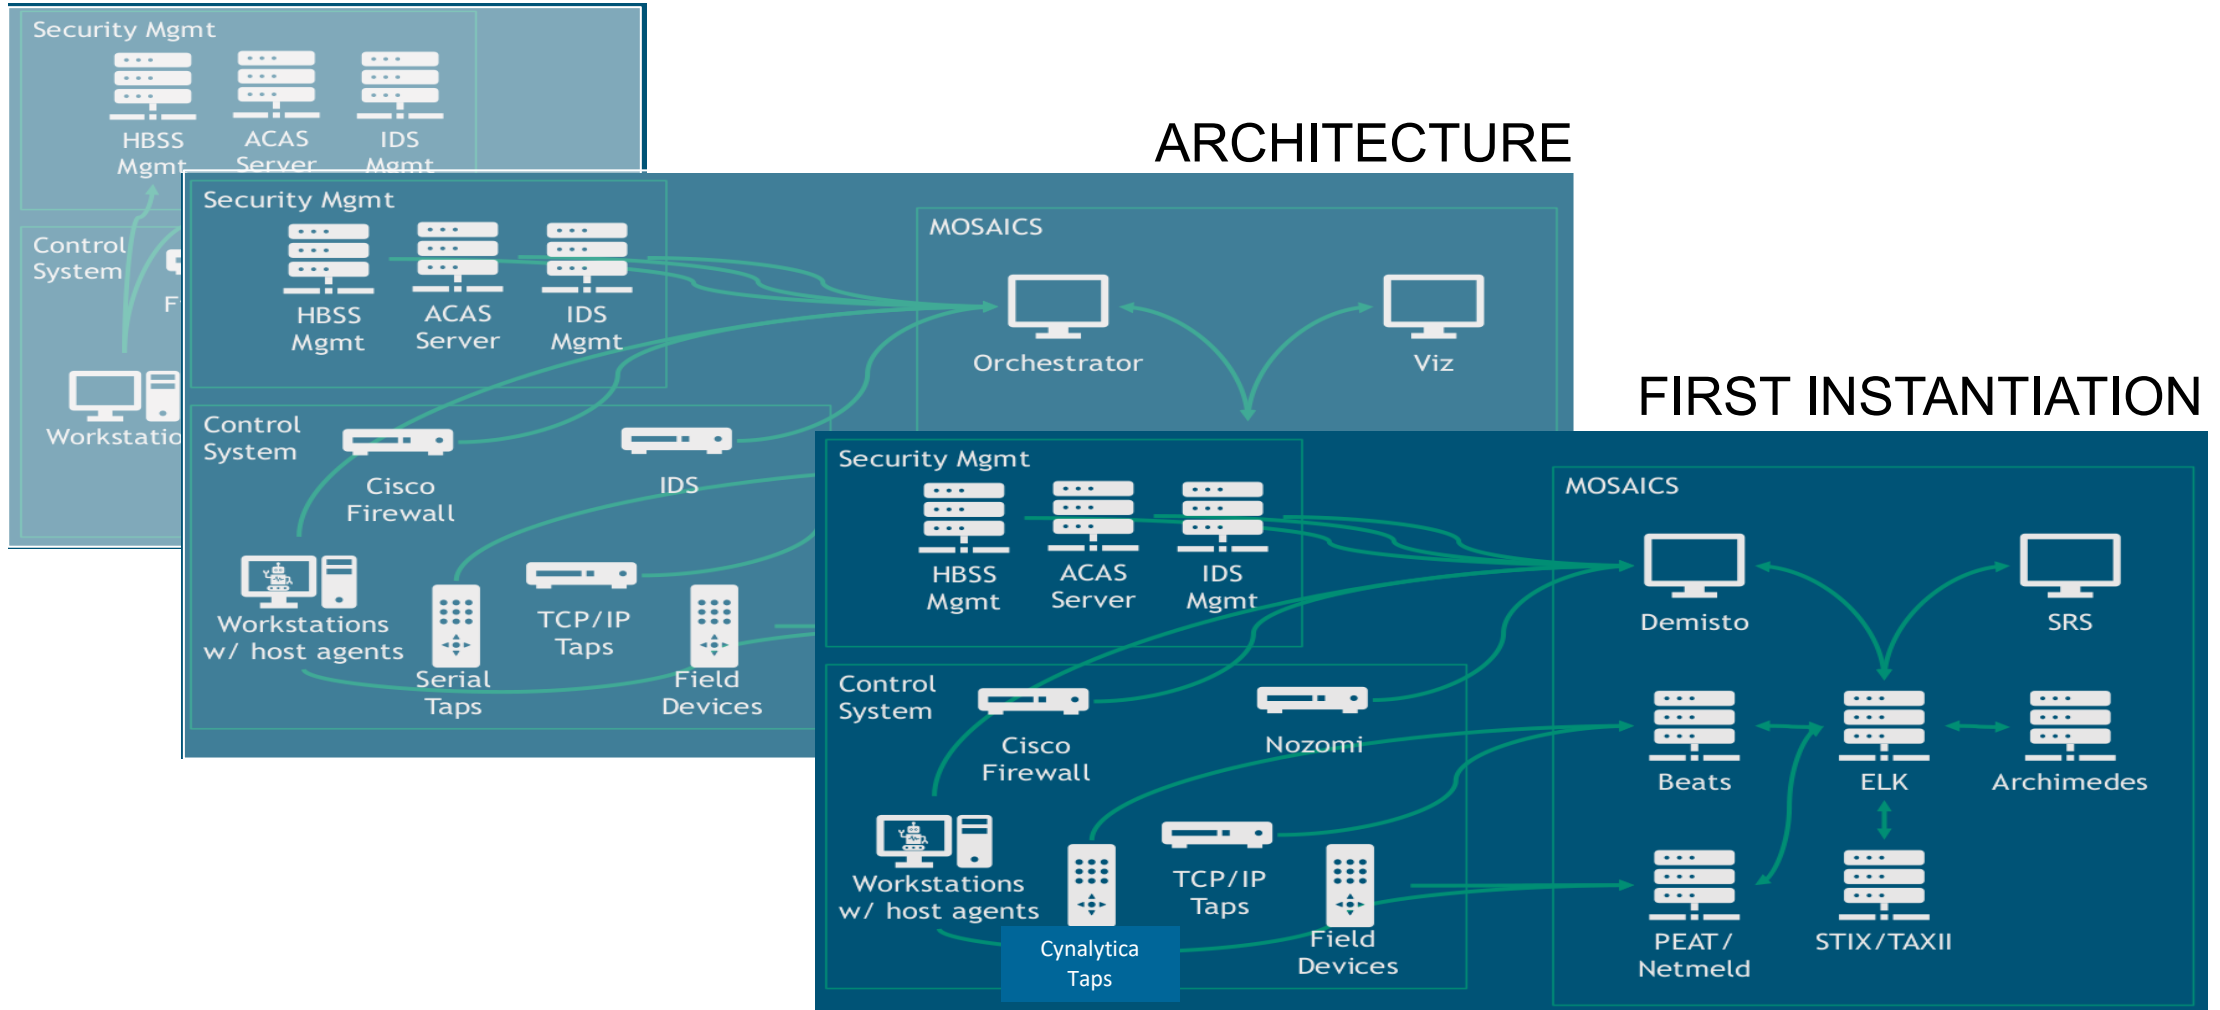 Security Mgmt
HBSS
Mgmt
ACAS
Server
IDS
Mgmt
Control
System
F
Workstatio
ARCHITECTURE
Security Mgmt
HBSS
Mgmt
ACAS
Server
IDS
Mgmt
MOSAICS
Orchestrator
Viz
Control
System
Cisco
Firewall
IDS
Workstations
w/ host agents
Serial
Taps
TCP/IP
Taps
Field
Devices
FIRST INSTANTIATION
Security Mgmt
HBSS
Mgmt
ACAS
Server
IDS
Mgmt
MOSAICS
Demisto
SRS
Control
System
Cisco
Firewall
Nozomi
Beats
ELK
Archimedes
Workstations
w/ host agents
Cynalytica
Taps
TCP/IP
Taps
Field
Devices
PEAT/
Netmeld
STIX/TAXII